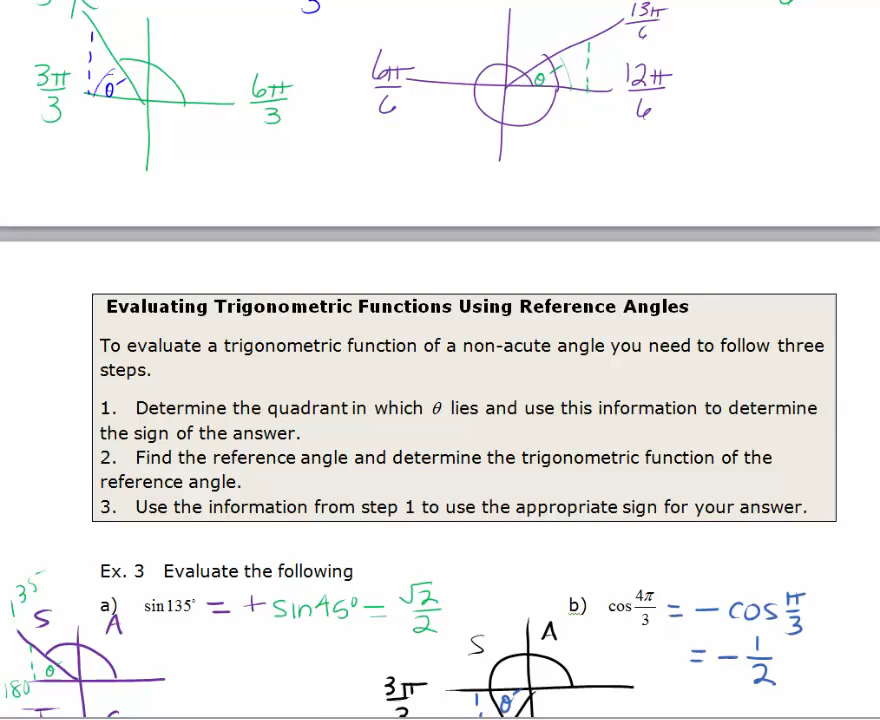 13π/6
3π/3 θ 6π/3 6π/6 θ 12π/6
Evaluating Trigonometric Functions Using Reference Angles
To evaluate a trigonometric function of a non-acute angle you need to follow three
steps.
1. Determine the quadrant in which θ lies and use this information to determine
the sign of the answer.
2. Find the reference angle and determine the trigonometric function of the
reference angle.
3. Use the information from step 1 to use the appropriate sign for your answer.
Ex. 3 Evaluate the following
a) sin135° = + sin45° = √2/2 b) cos 4π/3 = - cos π/3
= - 1/2
135°
S A
θ
180
S A
3π
θ